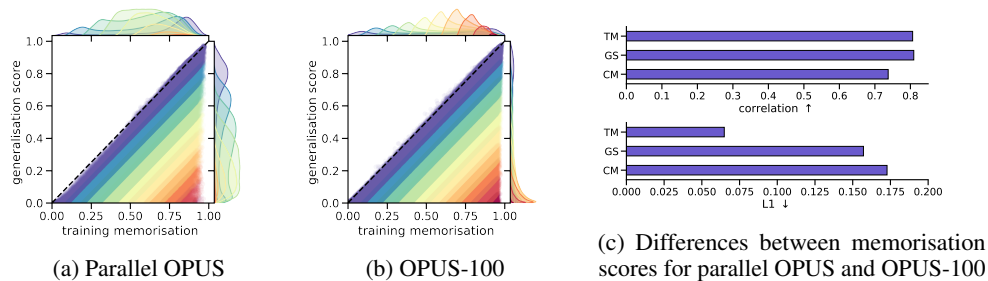 1.0
0.8
0.6
0.4
0.2
0.0
generalisation score
0.00 0.25 0.50 0.75 1.00
training memorisation
(a) Parallel OPUS
1.0
0.8
0.6
0.4
0.2
0.0
generalisation score
0.00 0.25 0.50 0.75 1.00
training memorisation
(b) OPUS-100
TM
GS
CM
0.0 0.1 0.2 0.3 0.4 0.5 0.6 0.7 0.8
correlation ↑
TM
GS
CM
0.000 0.025 0.050 0.075 0.100 0.125 0.150 0.175 0.200
L1 ↓
(c) Differences between memorisation
scores for parallel OPUS and OPUS-100